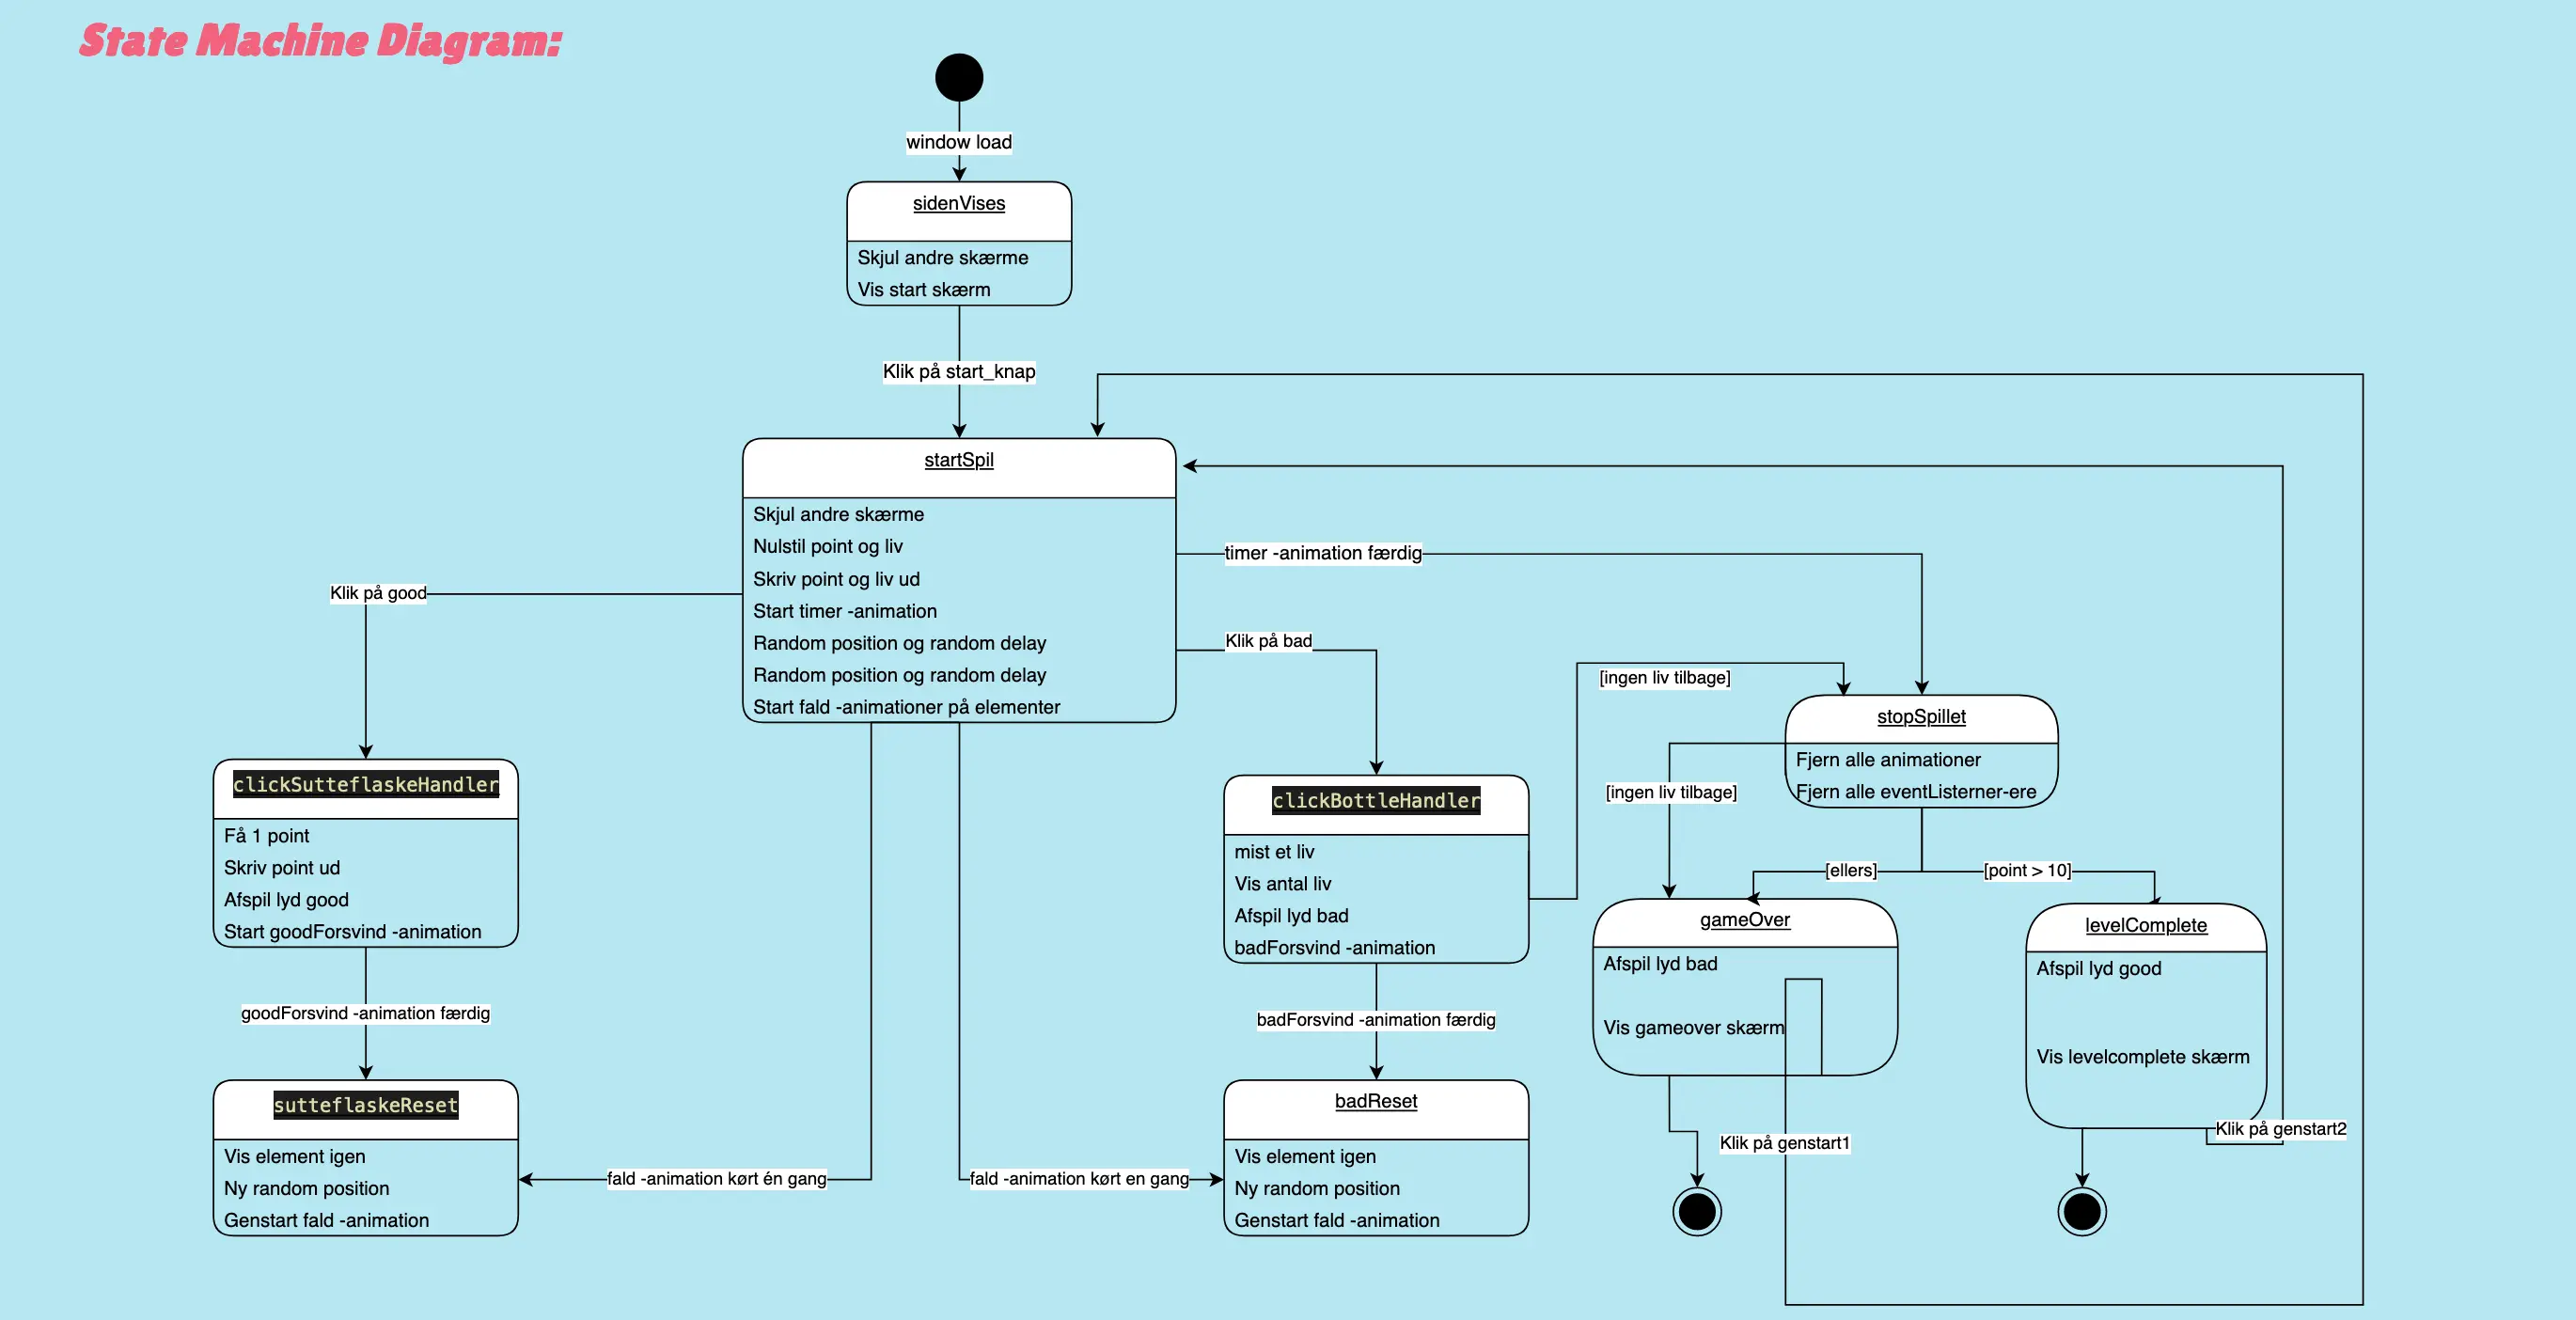 State Machine Diagram:
window load
sidenVises
Skjul andre skærme
Vis start skærm
Klik på start_knap
startSpil
Skjul andre skærme
Nulstil point og liv
Skriv point og liv ud
Start timer -animation
Random position og random delay
Random position og random delay
Start fald -animationer på elementer
timer -animation færdig
Klik på good
Klik på bad
[ingen liv tilbage]
stopSpillet
Fjern alle animationer
Fjern alle eventListerner-ere
[ingen liv tilbage]
[ellers]
[point > 10]
clickSutteflaskeHandler
Få 1 point
Skriv point ud
Afspil lyd good
Start goodForsvind -animation
clickBottleHandler
mist et liv
Vis antal liv
Afspil lyd bad
badForsvind -animation
gameOver
Afspil lyd bad
Vis gameover skærm
levelComplete
Afspil lyd good
Vis levelcomplete skærm
goodForsvind -animation færdig
badForsvind -animation færdig
Klik på genstart1
Klik på genstart2
sutteflaskeReset
Vis element igen
Ny random position
Genstart fald -animation
fald -animation kørt én gang
fald -animation kørt en gang
badReset
Vis element igen
Ny random position
Genstart fald -animation